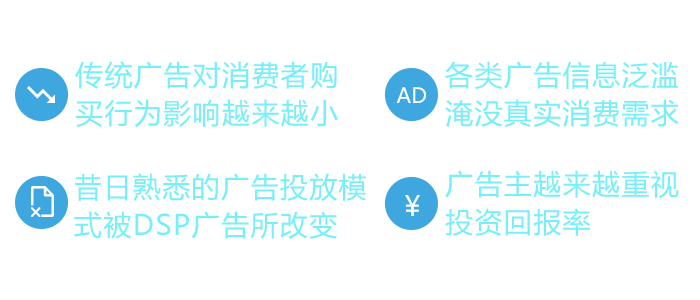 传统广告对消费者购
买行为影响越来越小
AD
各类广告信息泛滥
淹没真实消费需求
昔日熟悉的广告投放模
式被DSP广告所改变
¥
广告主越来越重视
投资回报率